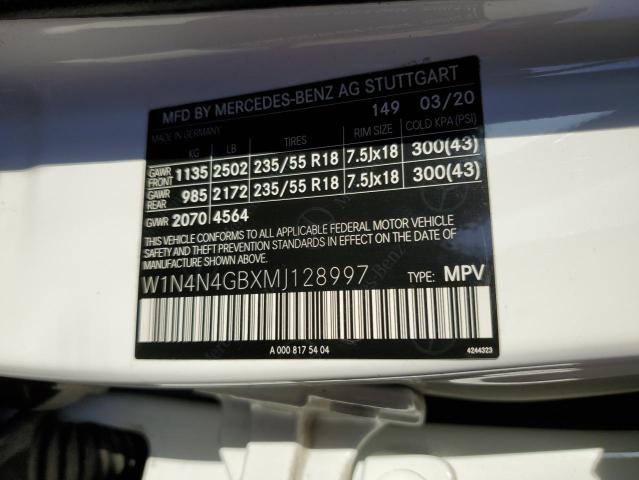 MFD BY MERCEDES-BENZ AG STUTTGART
149 03/20
MADE IN GERMANY
KG LB TIRES RIM SIZE COLD KPA(PSI)
GAWR FRONT 1135 2502 235/55 R18 7.5Jx18 300(43)
GAWR REAR 985 2172 235/55 R18 7.5Jx18 300(43)
GVWR 2070 4564
THIS VEHICLE CONFORMS TO ALL APPLICABLE FEDERAL MOTOR VEHICLE
SAFETY AND THEFT PREVENTION STANDARDS IN EFFECT ON THE DATE OF
MANUFACTURE SHOWN ABOVE.
W1N4N4GBXMJ128997 TYPE: MPV
A 000 817 54 04 4244323